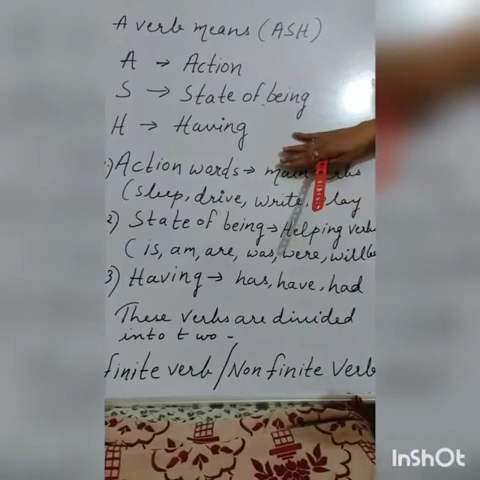 A verb means (ASH)
A → Action
S → State of being
H → Having
1) Action words → main verbs
(sleep, drive, write, play
2) State of being → Helping verbs
( is, am, are, was, were, will be
3) Having → has, have, had
These verbs are divided
into two -
finite verb / Non finite Verb
InShOt